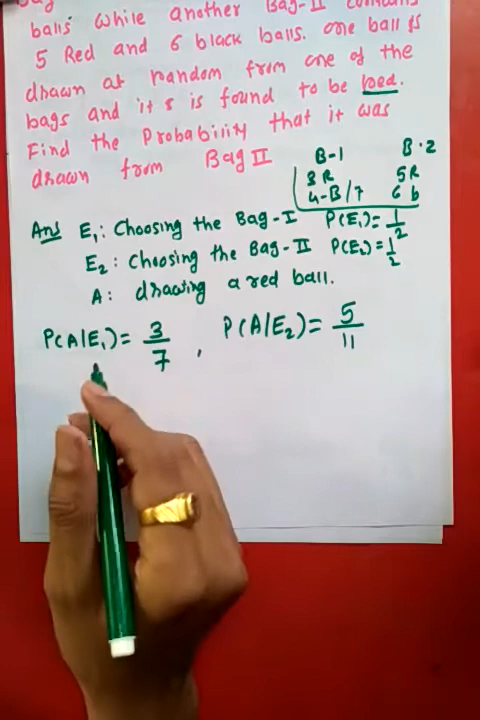 balls while another Bag-II
5 Red and 6 black balls. one ball is
drawn at random from one of the
bags and it s is found to be Red.
Find the Probability that it was
drawn from Bag II
B-1 B.2
3 R 5R
4-B/7 6 b
Ans E₁: Choosing the Bag-I P(E₁)=1/2
E₂: Choosing the Bag-II P(E₂)=1/2
A: drawing a red ball.
P(A/E₁)=3/7, P(A/E₂)=5/11